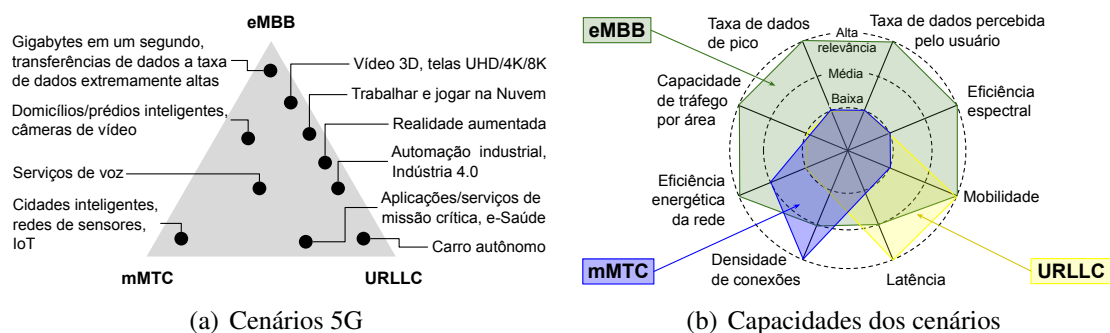 eMBB
Gigabytes em um segundo,
transferências de dados a taxa
de dados extremamente altas
Domicílios/prédios inteligentes,
câmeras de vídeo
Serviços de voz
Cidades inteligentes,
redes de sensores,
IoT
Vídeo 3D, telas UHD/4K/8K
Trabalhar e jogar na Nuvem
Realidade aumentada
Automação industrial,
Indústria 4.0
Aplicações/serviços de
missão crítica, e-Saúde
Carro autônomo
mMTC
URLLC
(a) Cenários 5G
eMBB
Taxa de dados
de pico
Alta
relevância
Média
Baixa
Taxa de dados percebida
pelo usuário
Capacidade
de tráfego
por área
Eficiência
espectral
Eficiência
energética
da rede
Mobilidade
mMTC
Densidade
de conexões
Latência
URLLC
(b) Capacidades dos cenários